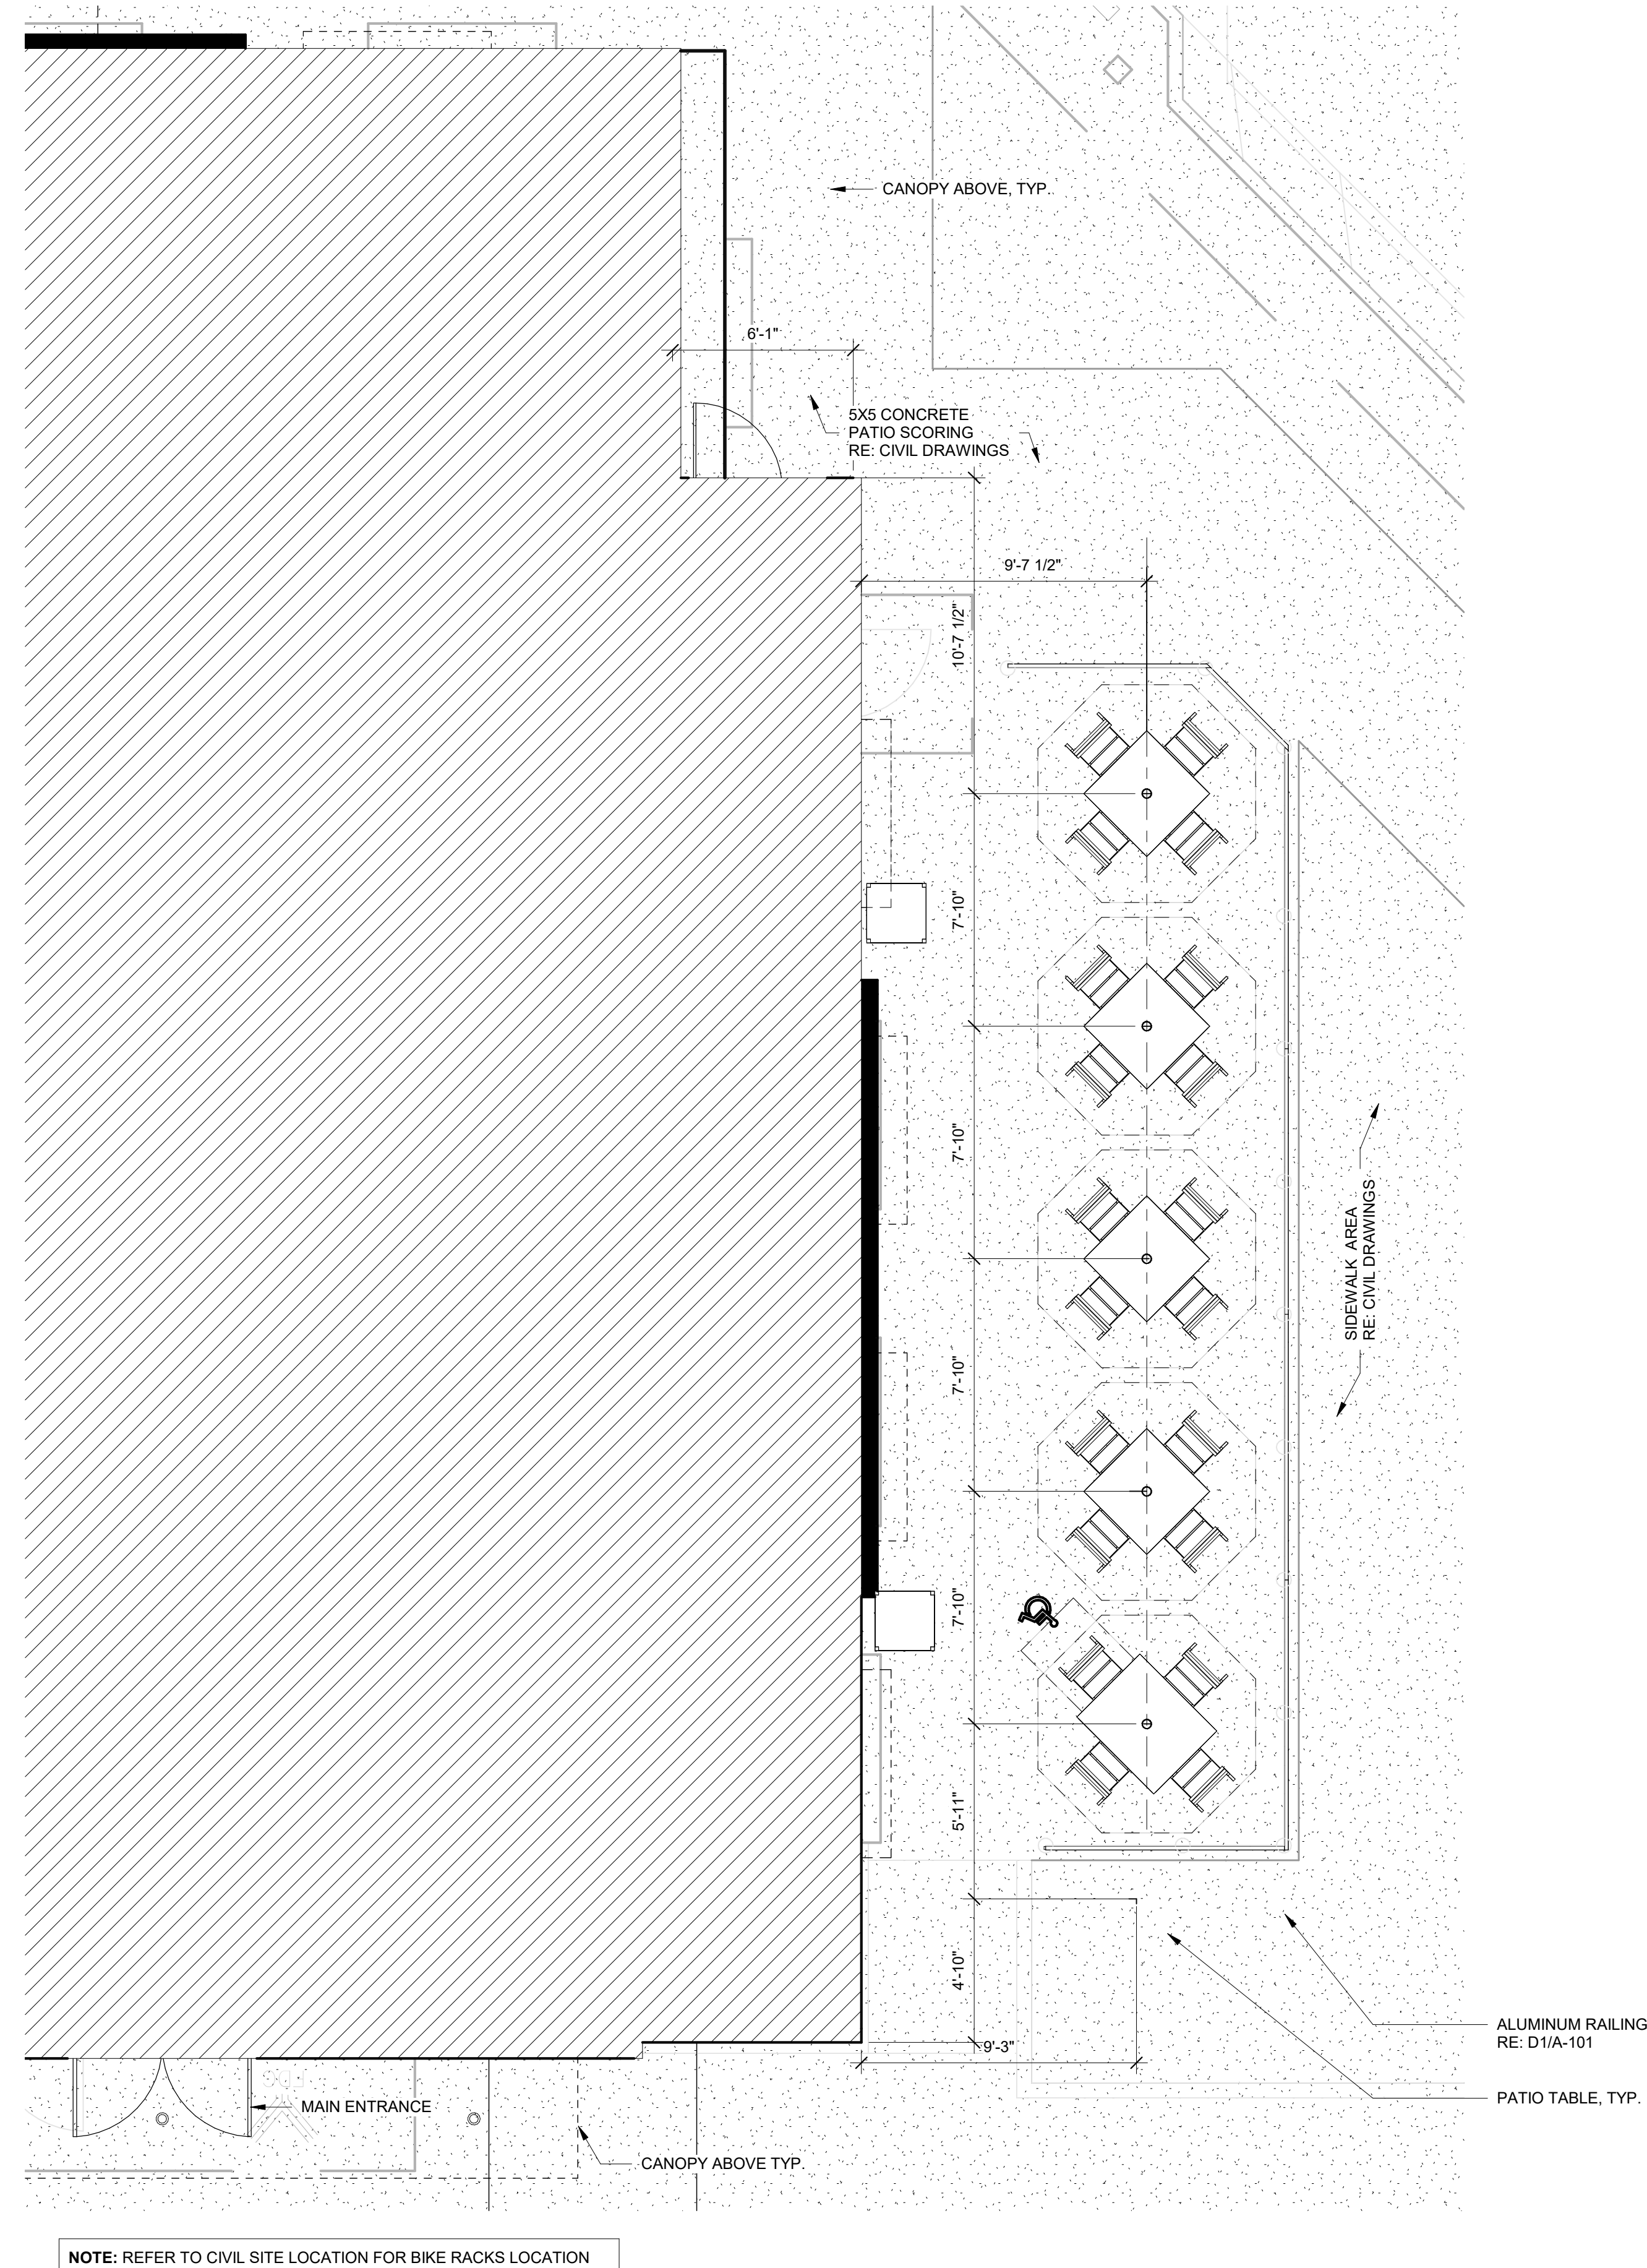 CANOPY ABOVE, TYP.
6'-1"
5X5 CONCRETE
PATIO SCORING
RE: CIVIL DRAWINGS
9'-7 1/2"
10'-7 1/2"
7'-10"
7'-10"
SIDEWALK AREA
RE: CIVIL DRAWINGS
7'-10"
7'-10"
5'-11"
4'-10"
9'-3"
ALUMINUM RAILING
RE: D1/A-101
PATIO TABLE, TYP.
MAIN ENTRANCE
CANOPY ABOVE TYP.
NOTE: REFER TO CIVIL SITE LOCATION FOR BIKE RACKS LOCATION